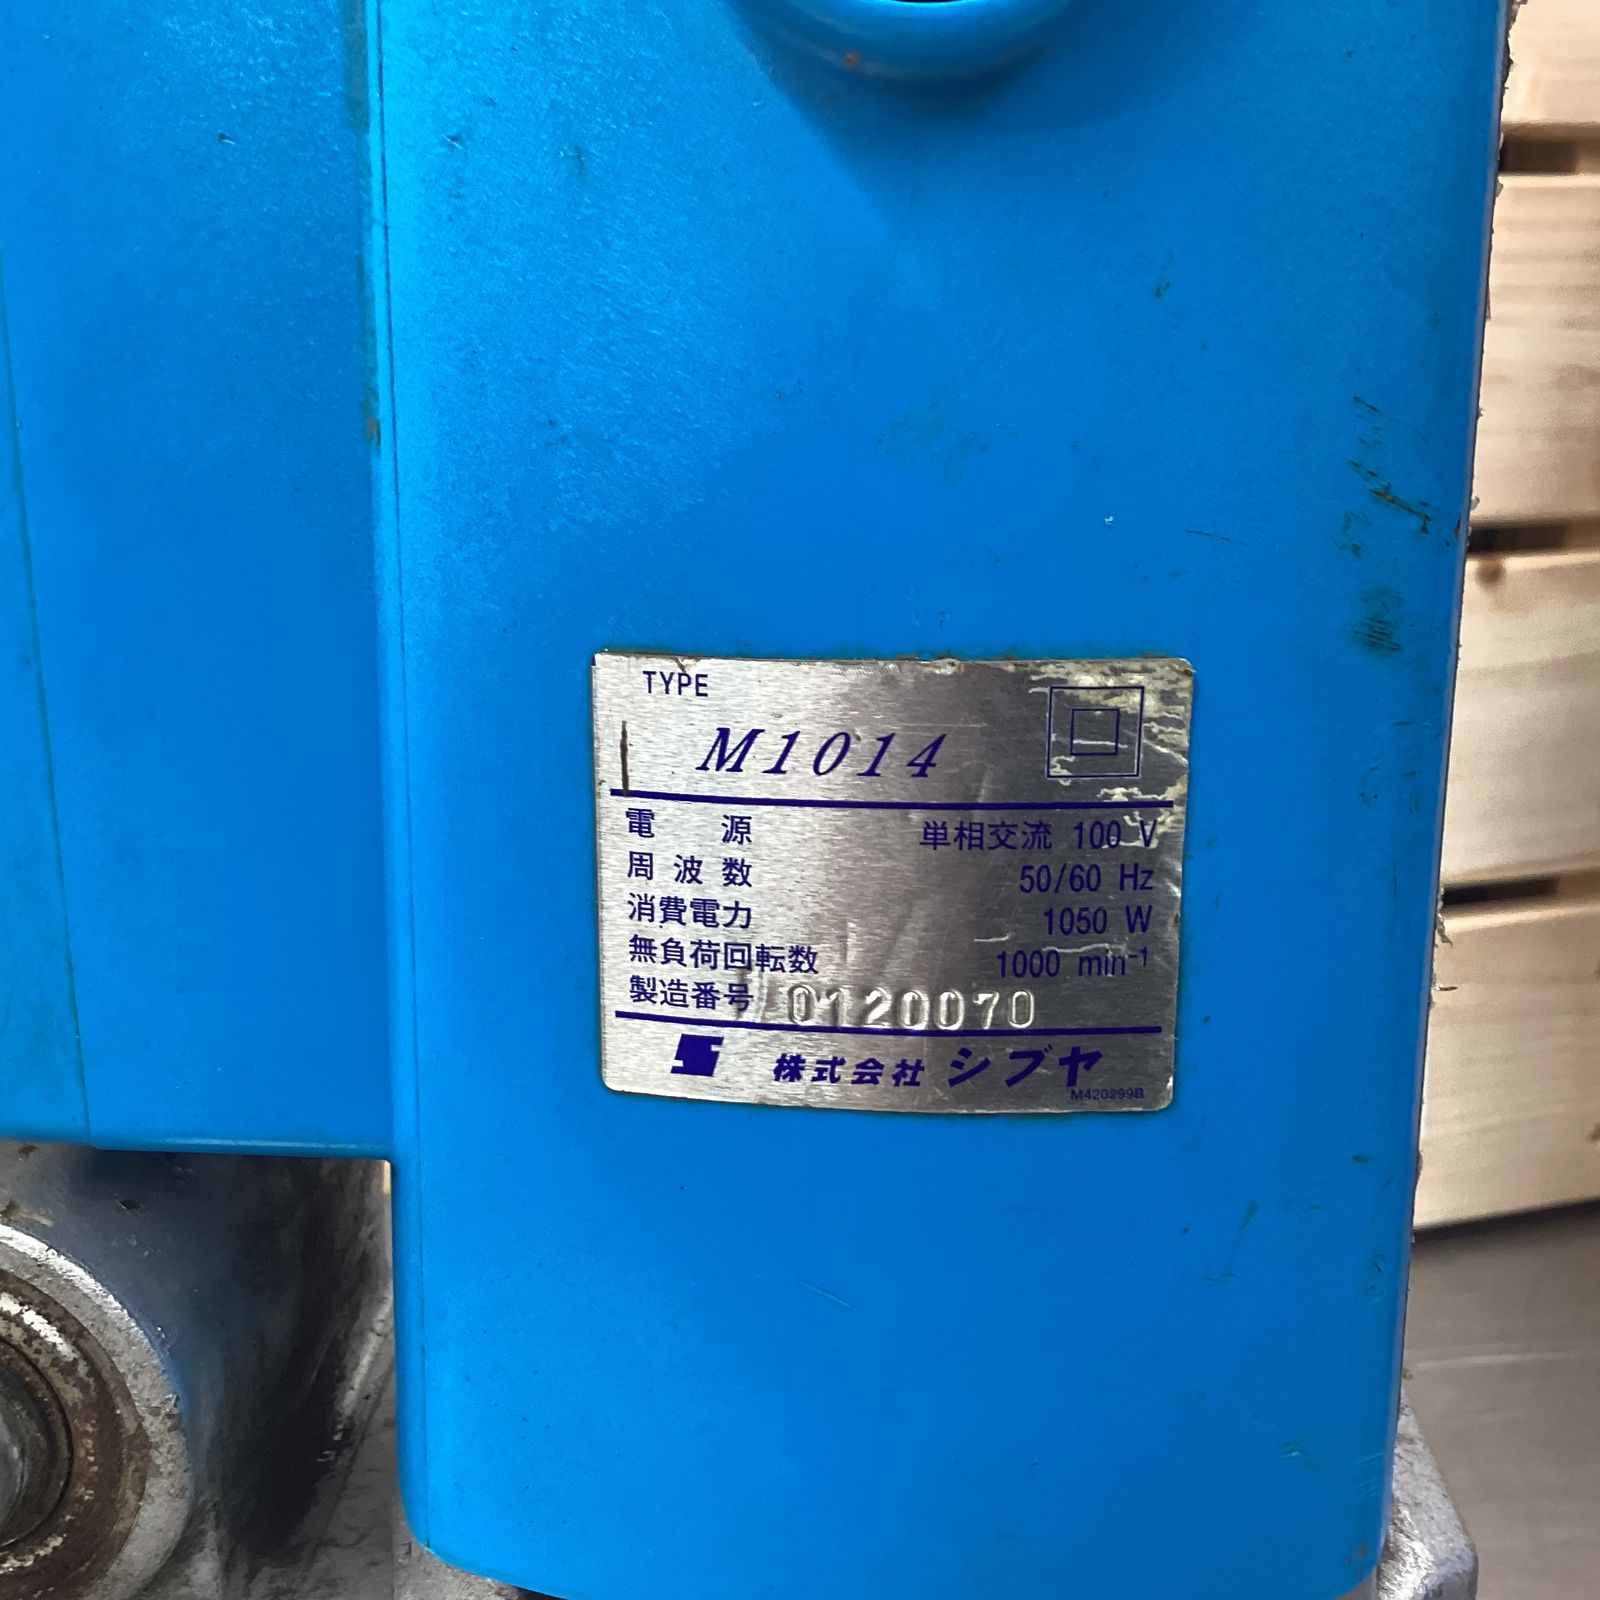 TYPE
M1014
電源 単相交流 100 V
周波数 50/60 Hz
消費電力 1050 W
無負荷回転数 1000 min⁻¹
製造番号 0120070
株式会社シブヤ
M420299B